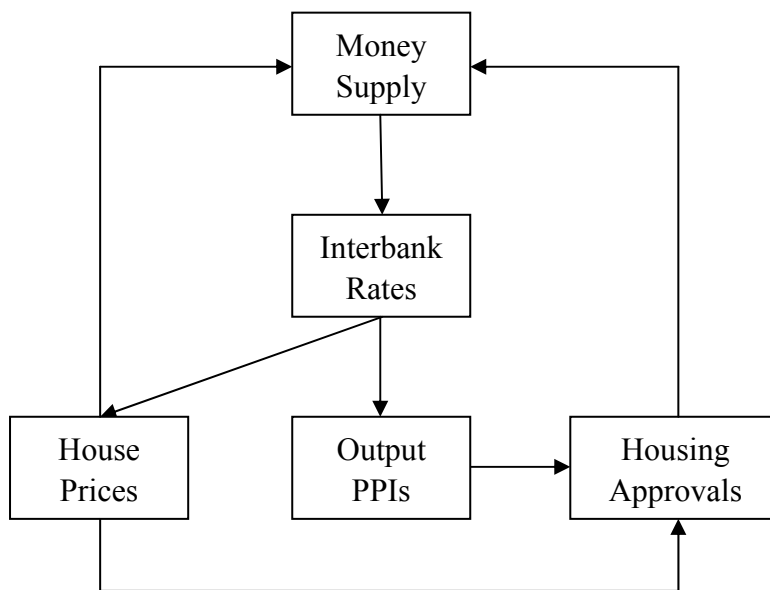 Money
Supply
Interbank
Rates
House
Prices
Output
PPIs
Housing
Approvals